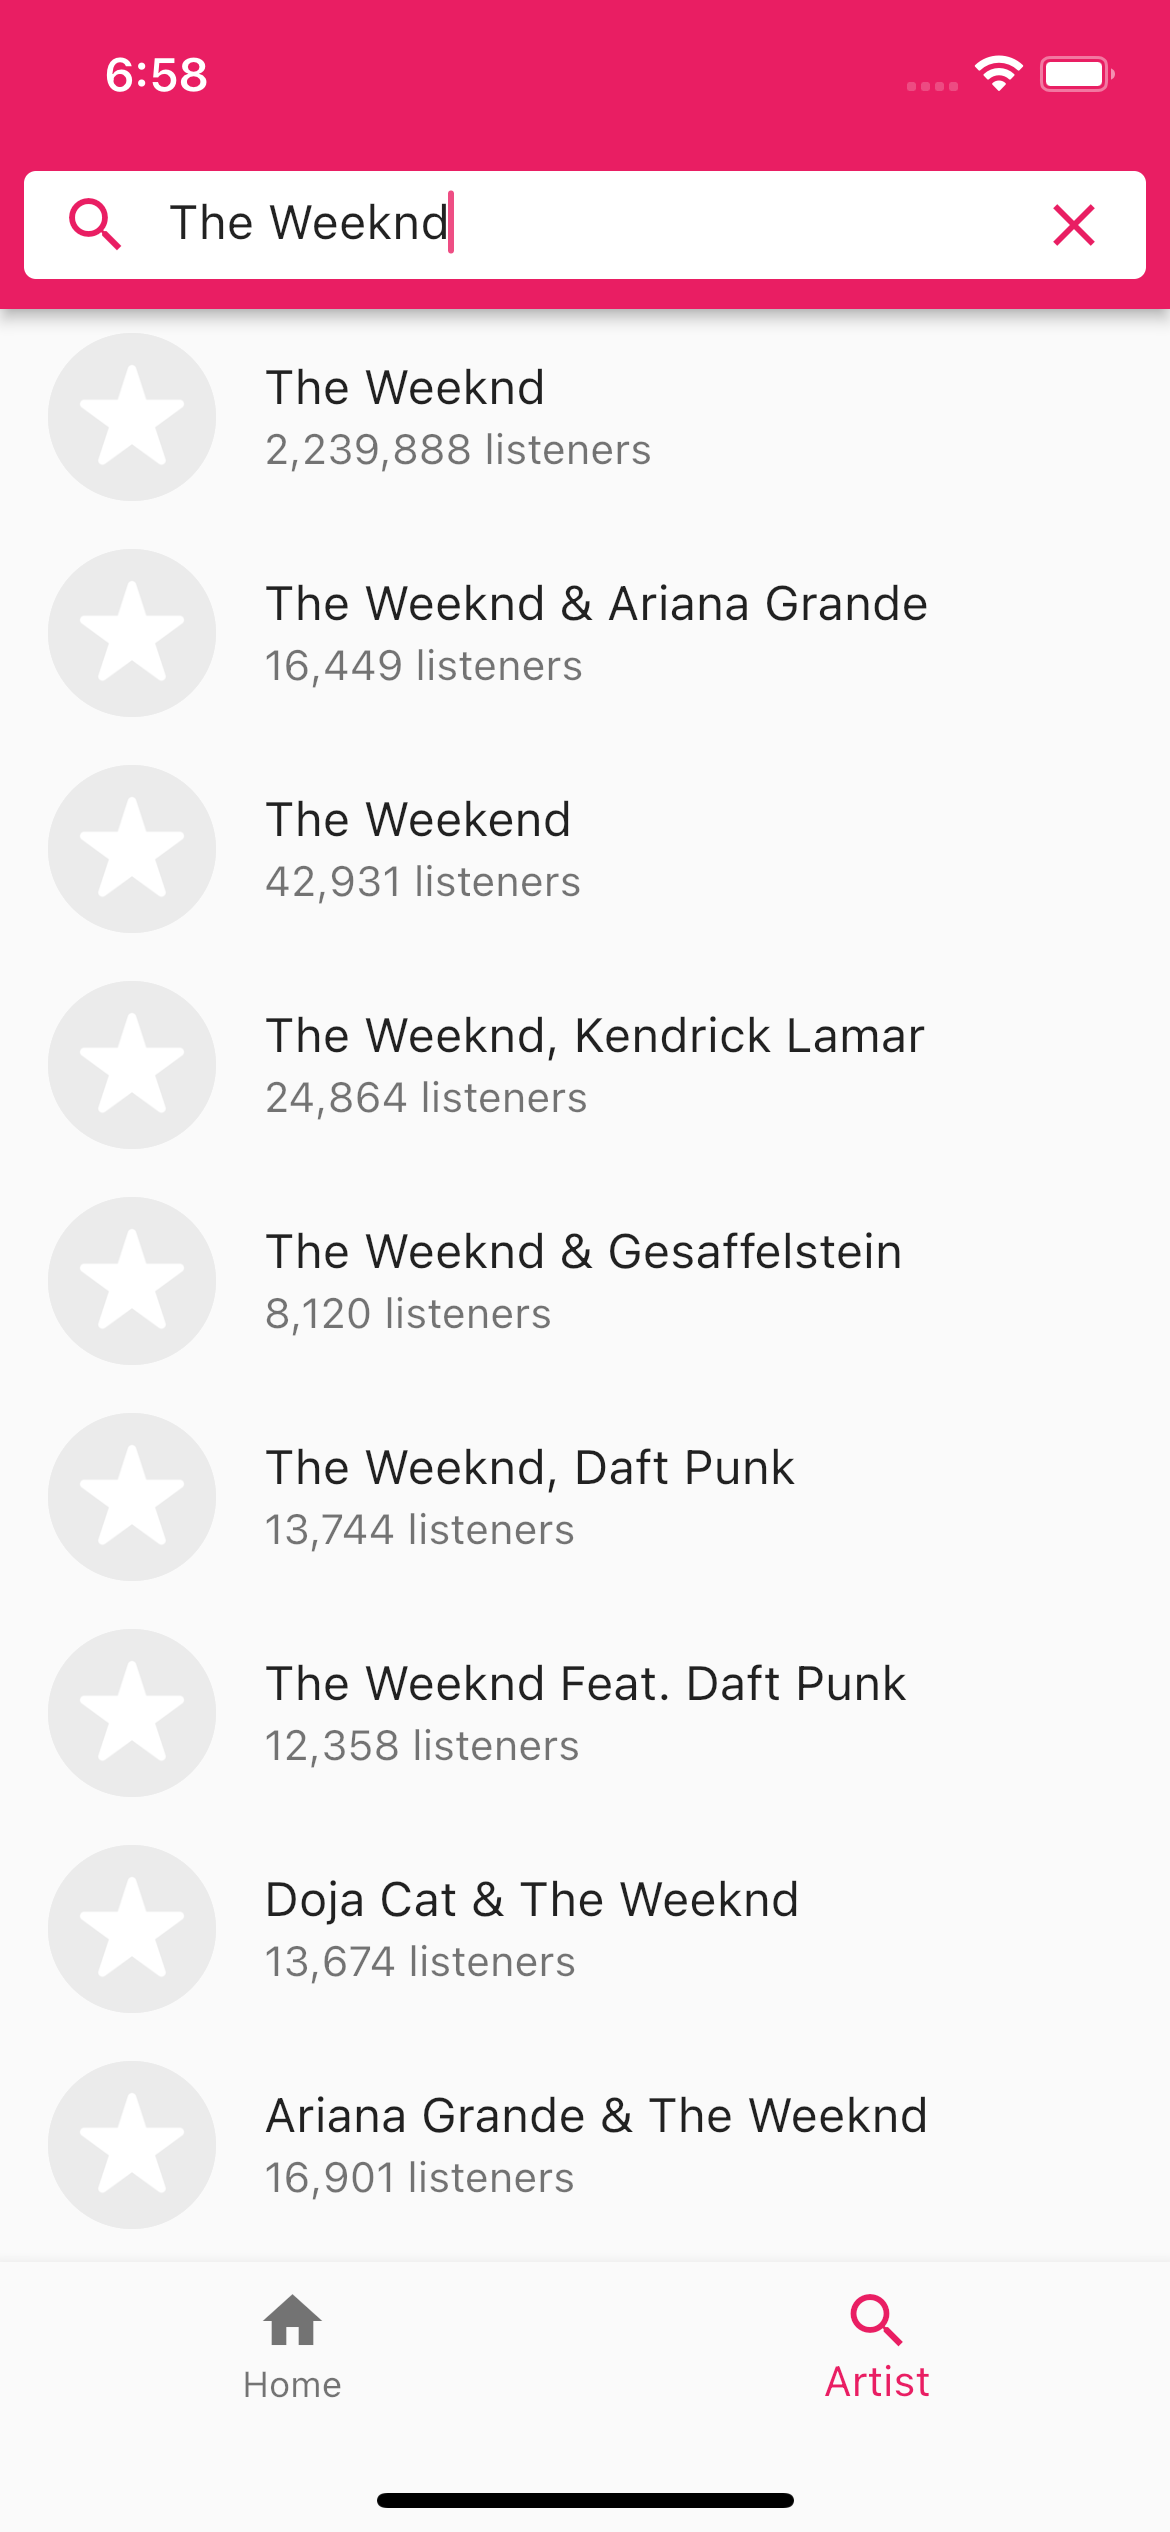 6:58
The Weeknd
The Weeknd
2,239,888 listeners
The Weeknd & Ariana Grande
16,449 listeners
The Weekend
42,931 listeners
The Weeknd, Kendrick Lamar
24,864 listeners
The Weeknd & Gesaffelstein
8,120 listeners
The Weeknd, Daft Punk
13,744 listeners
The Weeknd Feat. Daft Punk
12,358 listeners
Doja Cat & The Weeknd
13,674 listeners
Ariana Grande & The Weeknd
16,901 listeners
Home
Artist